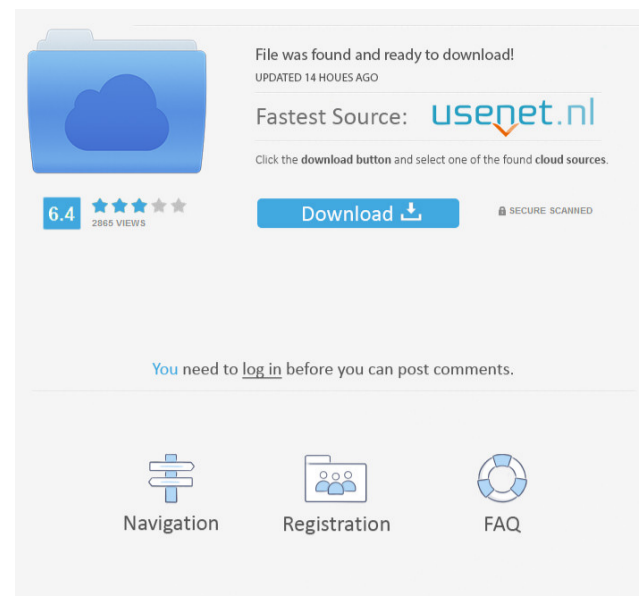 File was found and ready to download!
UPDATED 14 HOUES AGO
Fastest Source: usenet.nl
Click the download button and select one of the found cloud sources.
6.4
2865 VIEWS
Download
SECURE SCANNED
You need to log in before you can post comments.
Navigation
Registration
FAQ